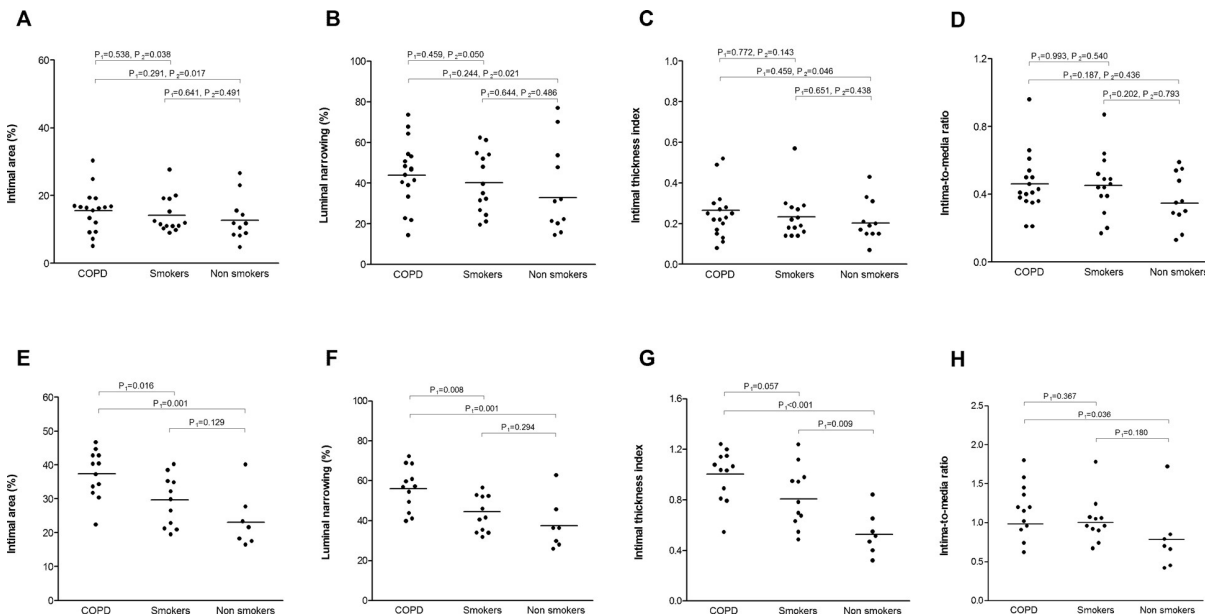 A
P1=0.538, P2=0.038
P1=0.291, P2=0.017
P1=0.641, P2=0.491
Intimal area (%)
60
40
20
0
COPD Smokers Non smokers
B
P1=0.459, P2=0.050
P1=0.244, P2=0.021
P1=0.644, P2=0.486
Luminal narrowing (%)
100
80
60
40
20
0
COPD Smokers Non smokers
C
P1=0.772, P2=0.143
P1=0.459, P2=0.046
P1=0.651, P2=0.438
Intimal thickness index
1.0
0.8
0.6
0.4
0.2
0.0
COPD Smokers Non smokers
D
P1=0.993, P2=0.540
P1=0.187, P2=0.436
P1=0.202, P2=0.793
Intima-to-media ratio
1.2
0.8
0.4
0.0
COPD Smokers Non smokers
E
P1=0.016
P1=0.001
P1=0.129
Intimal area (%)
60
50
40
30
20
10
0
COPD Smokers Non smokers
F
P1=0.008
P1=0.001
P1=0.294
Luminal narrowing (%)
100
80
60
40
20
0
COPD Smokers Non smokers
G
P1=0.057
P1<0.001
P1=0.009
Intimal thickness index
1.6
1.2
0.8
0.4
0.0
COPD Smokers Non smokers
H
P1=0.367
P1=0.036
P1=0.180
Intima-to-media ratio
2.5
2.0
1.5
1.0
0.5
0.0
COPD Smokers Non smokers